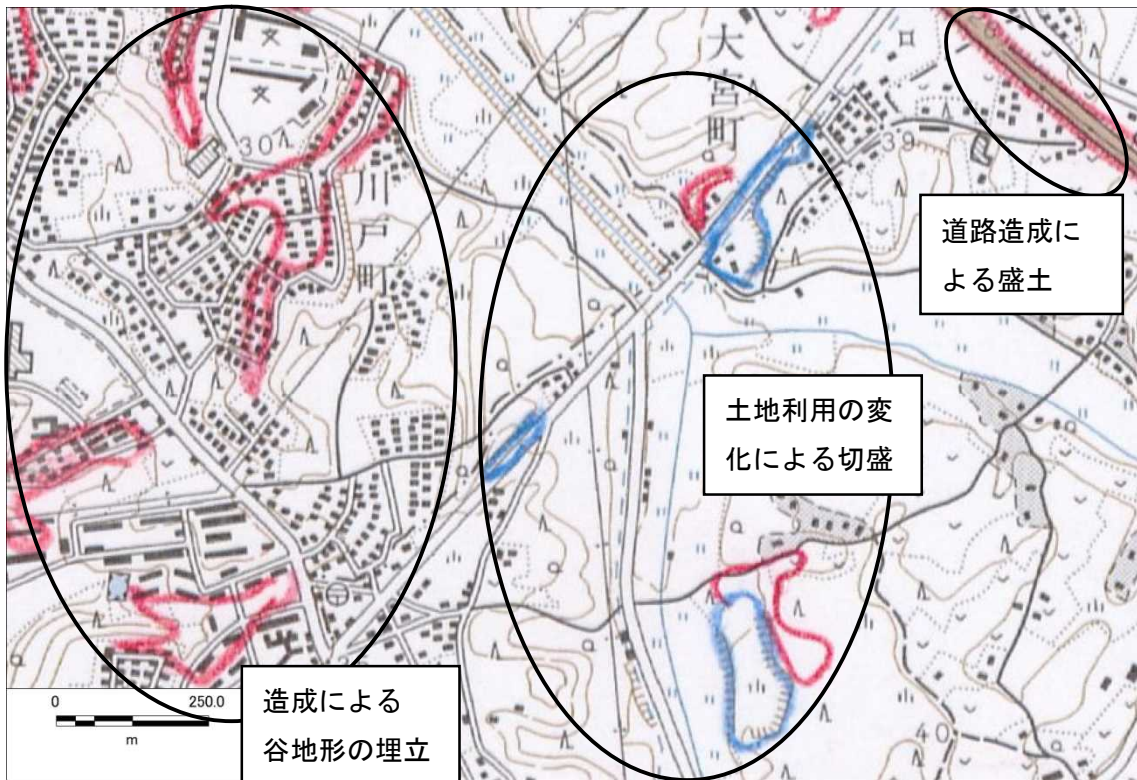 大宮町
30
39
川戸町
道路造成に
よる盛土
土地利用の変
化による切盛
40
0 250.0
m
造成による
谷地形の埋立